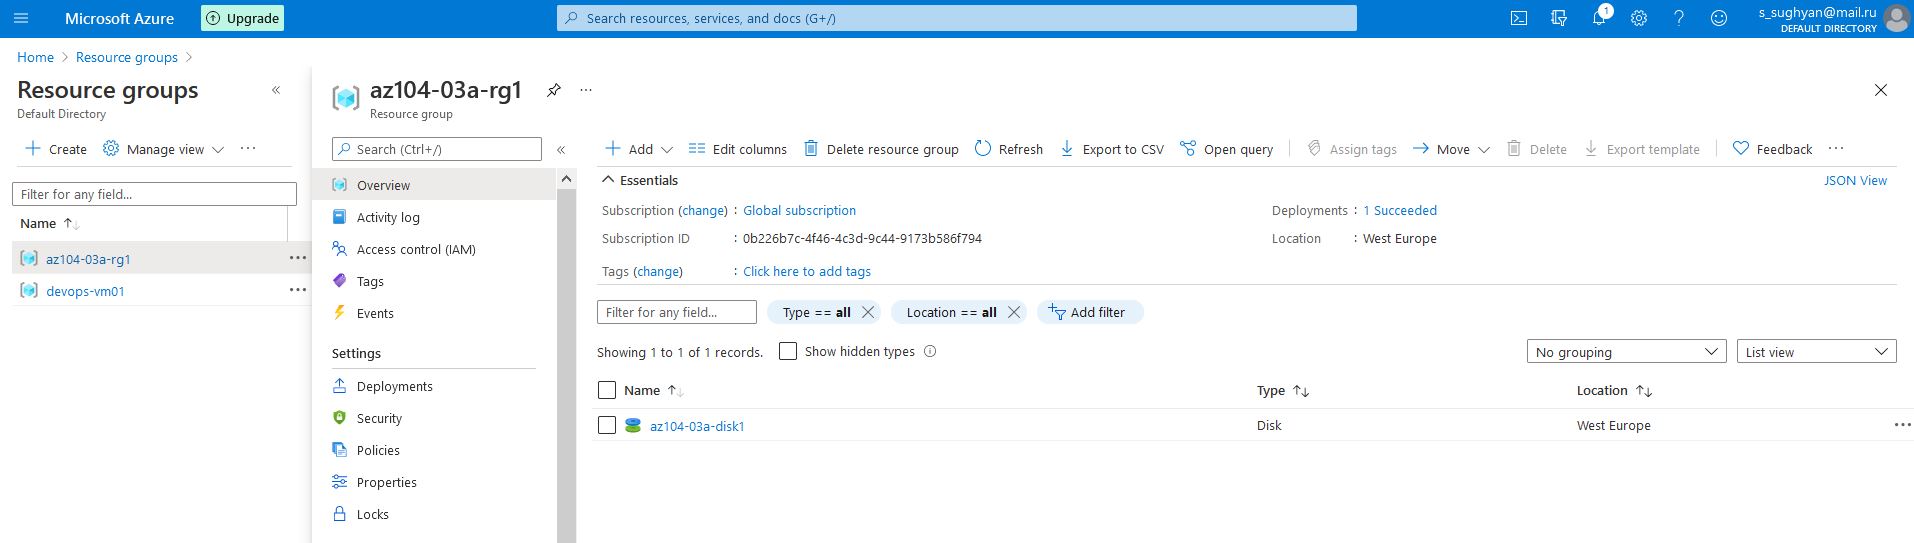 Microsoft Azure Upgrade Search resources, services, and docs (G+/) 1 s_sughyan@mail.ru
DEFAULT DIRECTORY
Home > Resource groups >
Resource groups «
Default Directory
+ Create Manage view ...
Filter for any field...
Name ↑↓
az104-03a-rg1 ...
devops-vm01 ...
az104-03a-rg1 ...
Resource group
Search (Ctrl+/) «
Overview
Activity log
Access control (IAM)
Tags
Events
Settings
Deployments
Security
Policies
Properties
Locks
+ Add Edit columns Delete resource group Refresh Export to CSV Open query Assign tags Move Delete Export template Feedback ...
Essentials JSON View
Subscription (change) : Global subscription Deployments : 1 Succeeded
Subscription ID : 0b226b7c-4f46-4c3d-9c44-9173b586f794 Location : West Europe
Tags (change) : Click here to add tags
Filter for any field... Type == all Location == all Add filter
Showing 1 to 1 of 1 records. Show hidden types No grouping List view
Name ↑↓ Type ↑↓ Location ↑↓
az104-03a-disk1 Disk West Europe ...